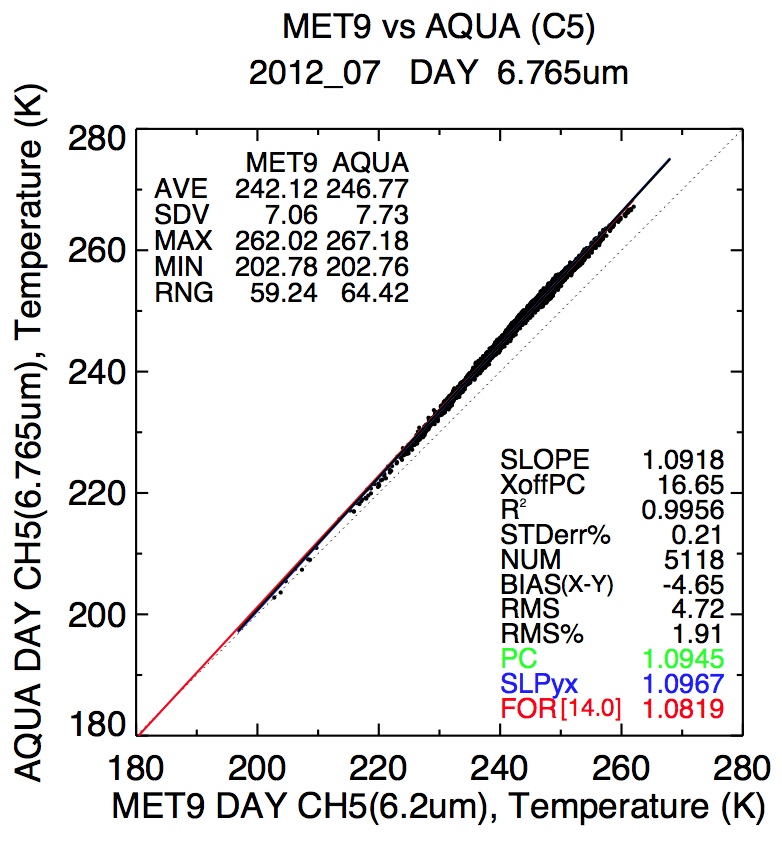 MET9 vs AQUA (C5)
2012_07 DAY 6.765um
AQUA DAY CH5(6.765um), Temperature (K)
280
260
240
220
200
180
MET9 AQUA
AVE 242.12 246.77
SDV 7.06 7.73
MAX 262.02 267.18
MIN 202.78 202.76
RNG 59.24 64.42
SLOPE 1.0918
XoffPC 16.65
R² 0.9956
STDerr% 0.21
NUM 5118
BIAS(X-Y) -4.65
RMS 4.72
RMS% 1.91
PC 1.0945
SLPyx 1.0967
FOR[14.0] 1.0819
180 200 220 240 260 280
MET9 DAY CH5(6.2um), Temperature (K)